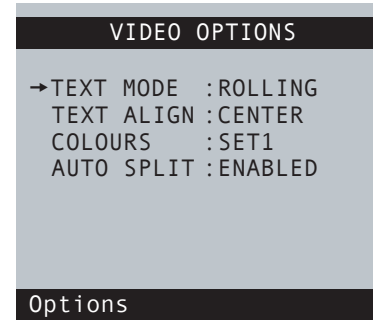 VIDEO OPTIONS
→TEXT MODE :ROLLING
TEXT ALIGN :CENTER
COLOURS :SET1
AUTO SPLIT :ENABLED
Options